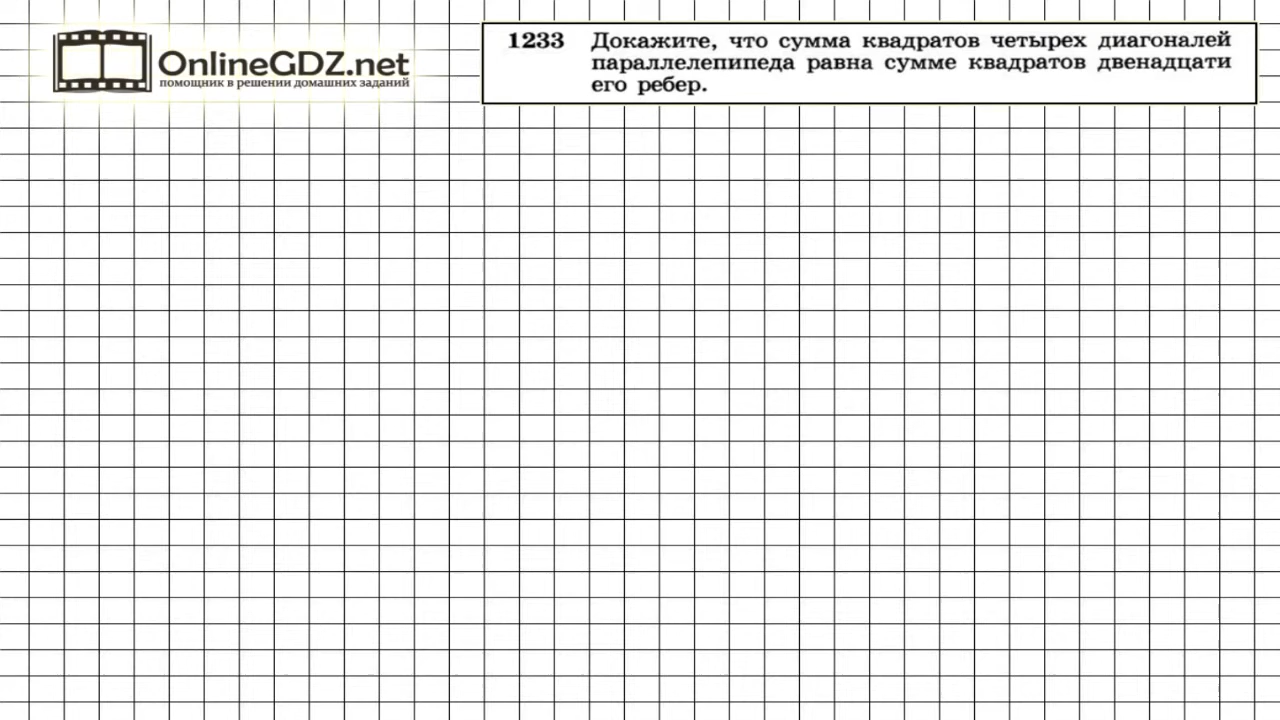 OnlineGDZ.net
помощник в решении домашних заданий
1233 Докажите, что сумма квадратов четырех диагоналей
параллелепипеда равна сумме квадратов двенадцати
его ребер.